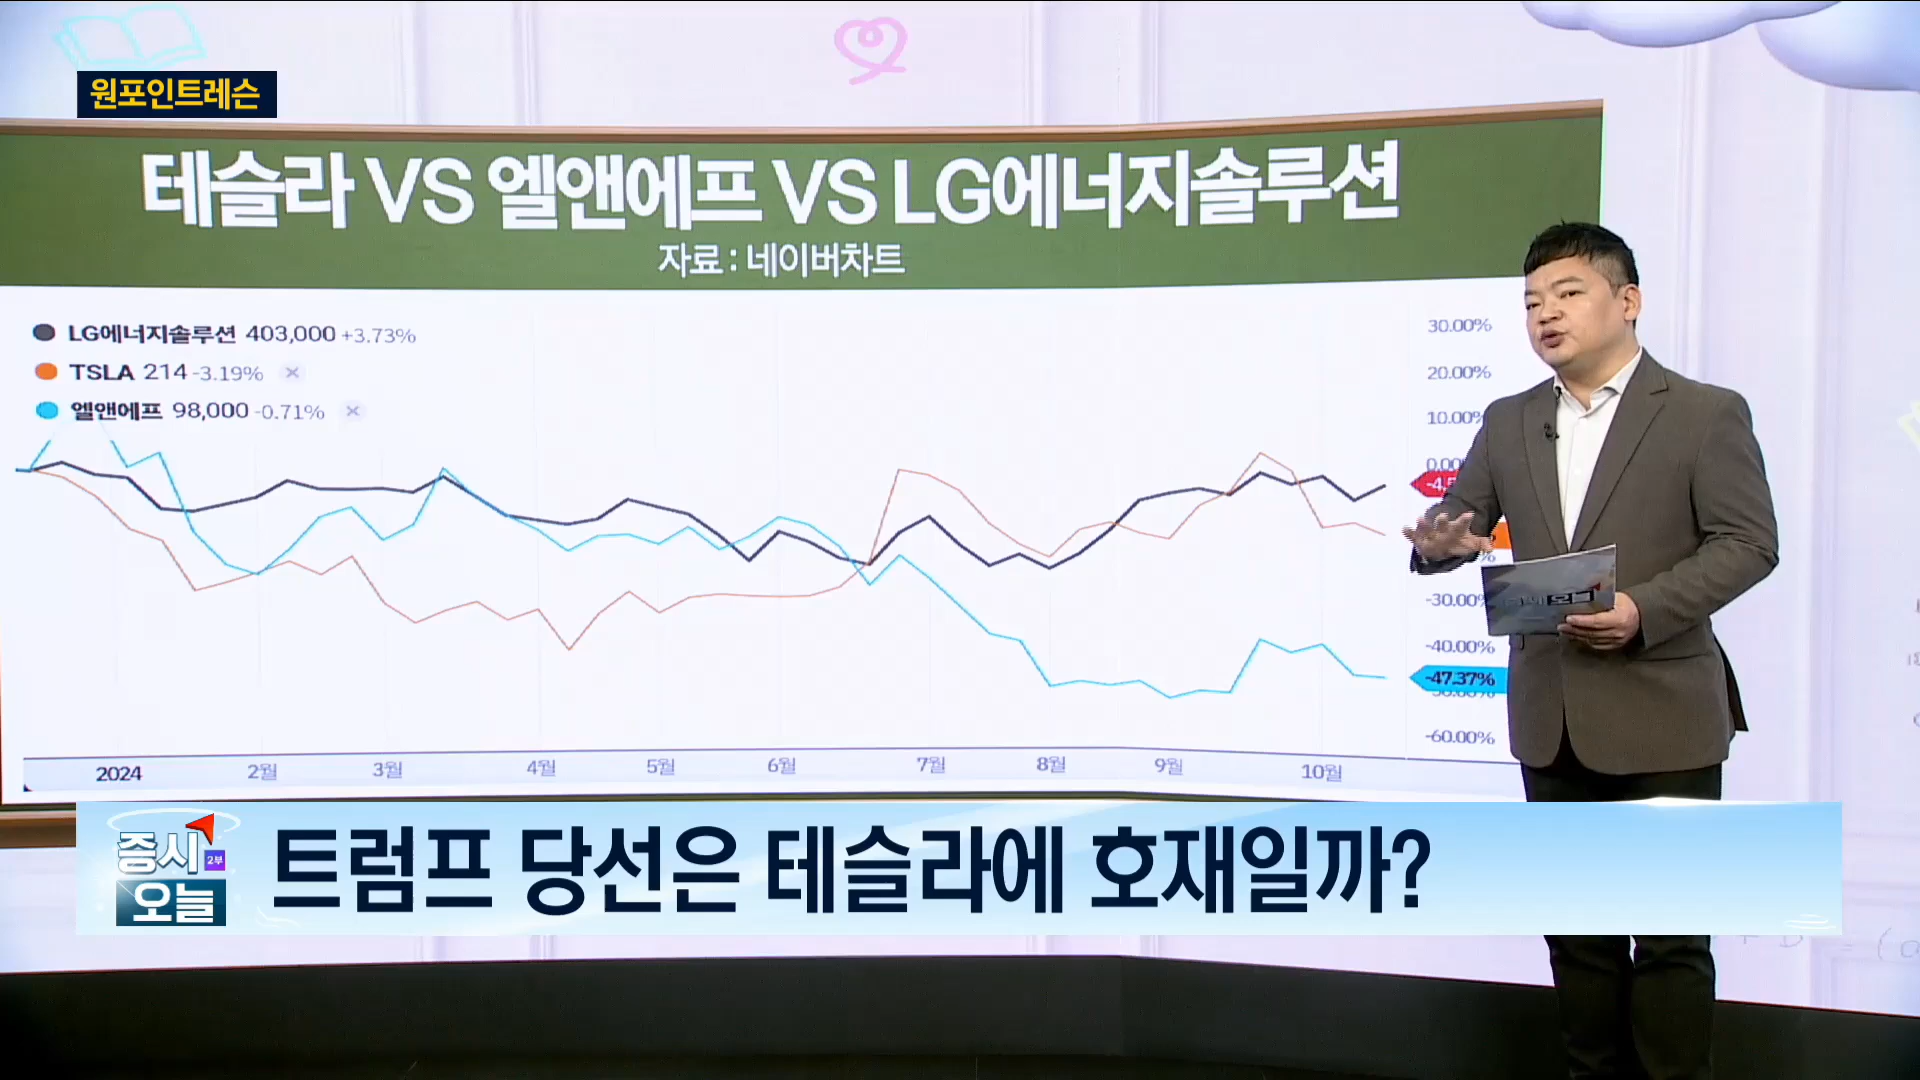 원포인트레슨
테슬라 VS 엘앤에프 VS LG에너지솔루션
자료 : 네이버차트
LG에너지솔루션 403,000 +3.73%
TSLA 214 -3.19% ×
엘앤에프 98,000 -0.71% ×
30.00%
20.00%
10.00%
0.00%
-30.00%
-40.00%
-47.37%
-60.00%
2024 2월 3월 4월 5월 6월 7월 8월 9월 10월
증시 2부
오늘
트럼프 당선은 테슬라에 호재일까?